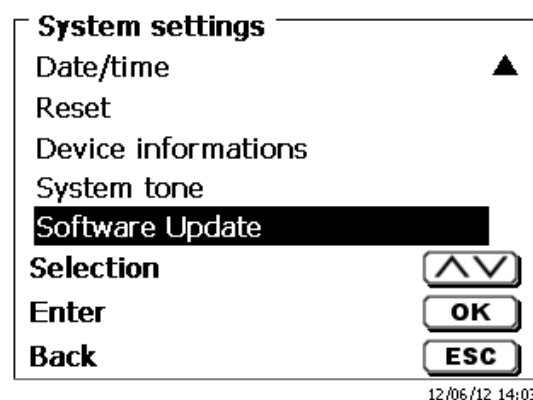 System settings
Date/time
Reset
Device informations
System tone
Software Update
Selection
Enter OK
Back ESC
12/06/12 14:03